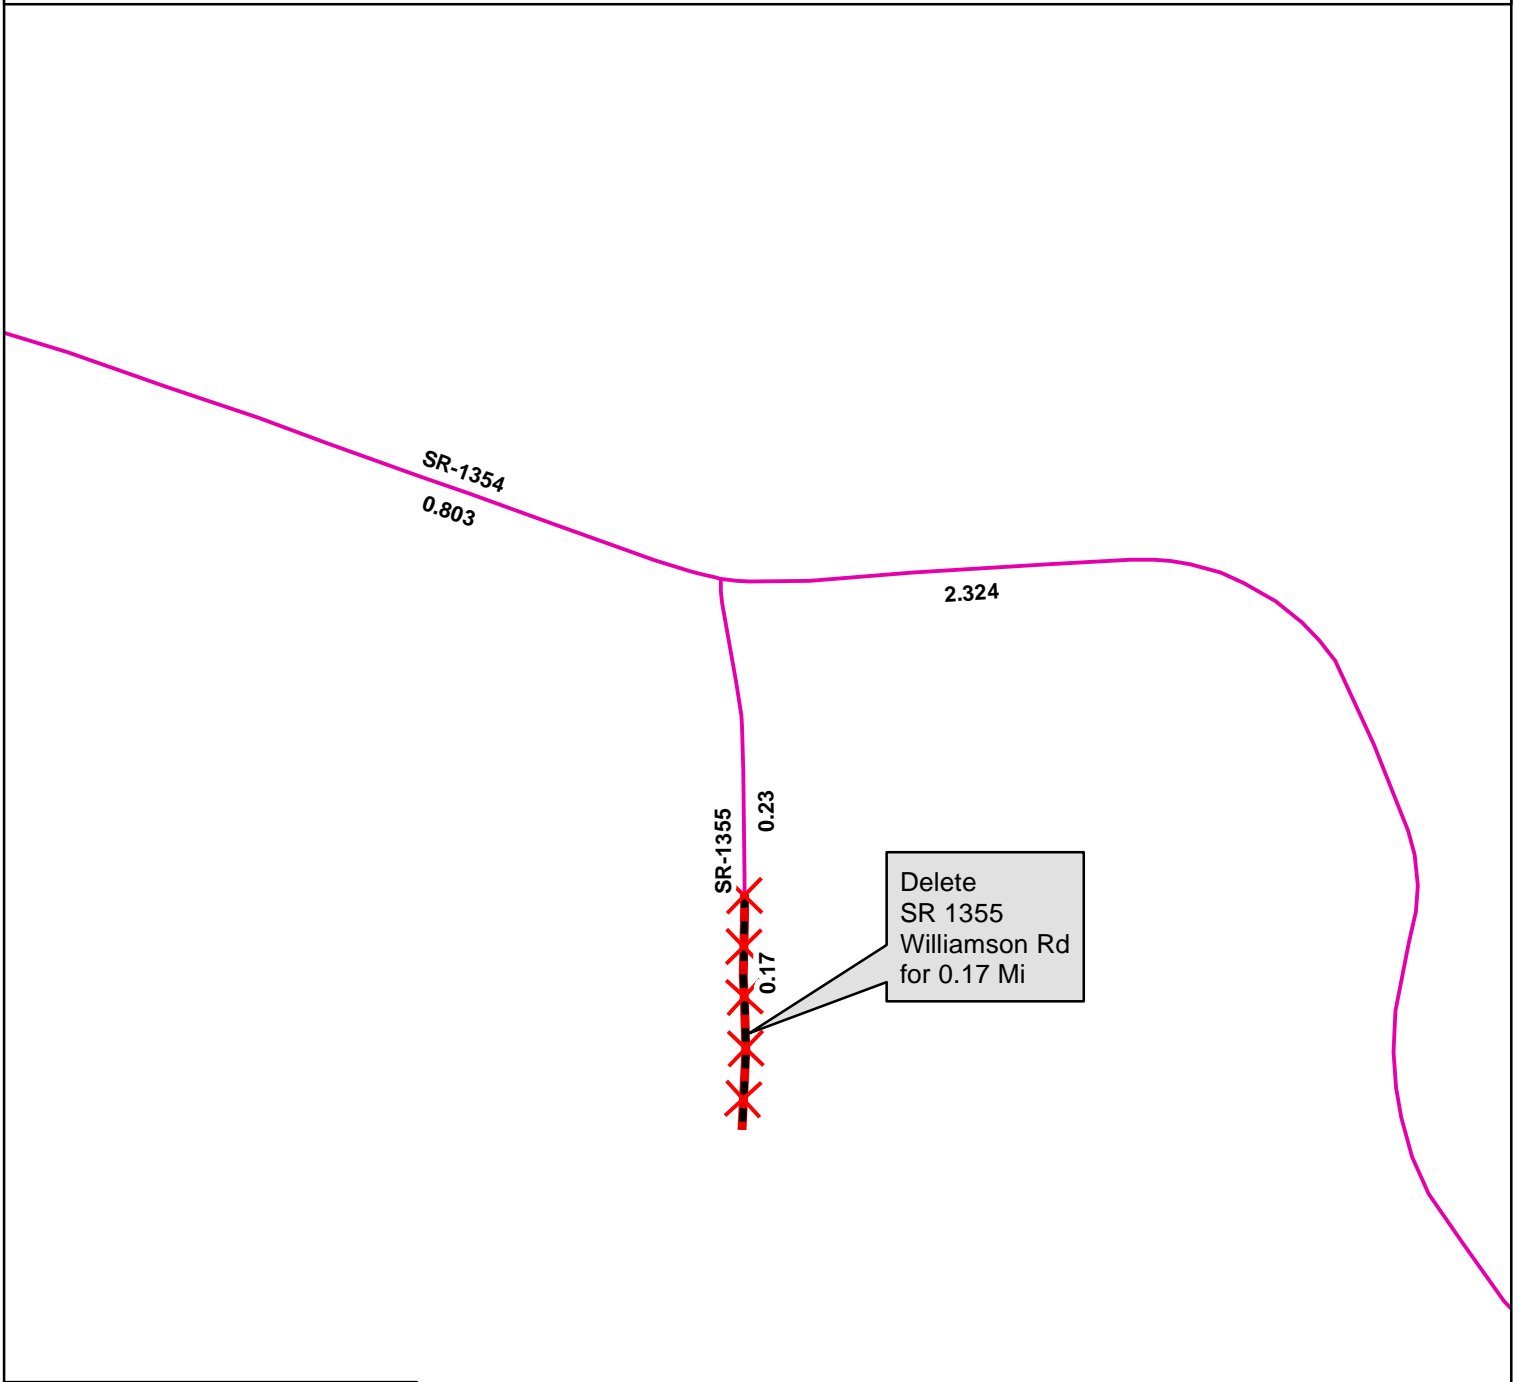 SR-1354
0.803
2.324
SR-1355
0.23
0.17
Delete
SR 1355
Williamson Rd
for 0.17 Mi